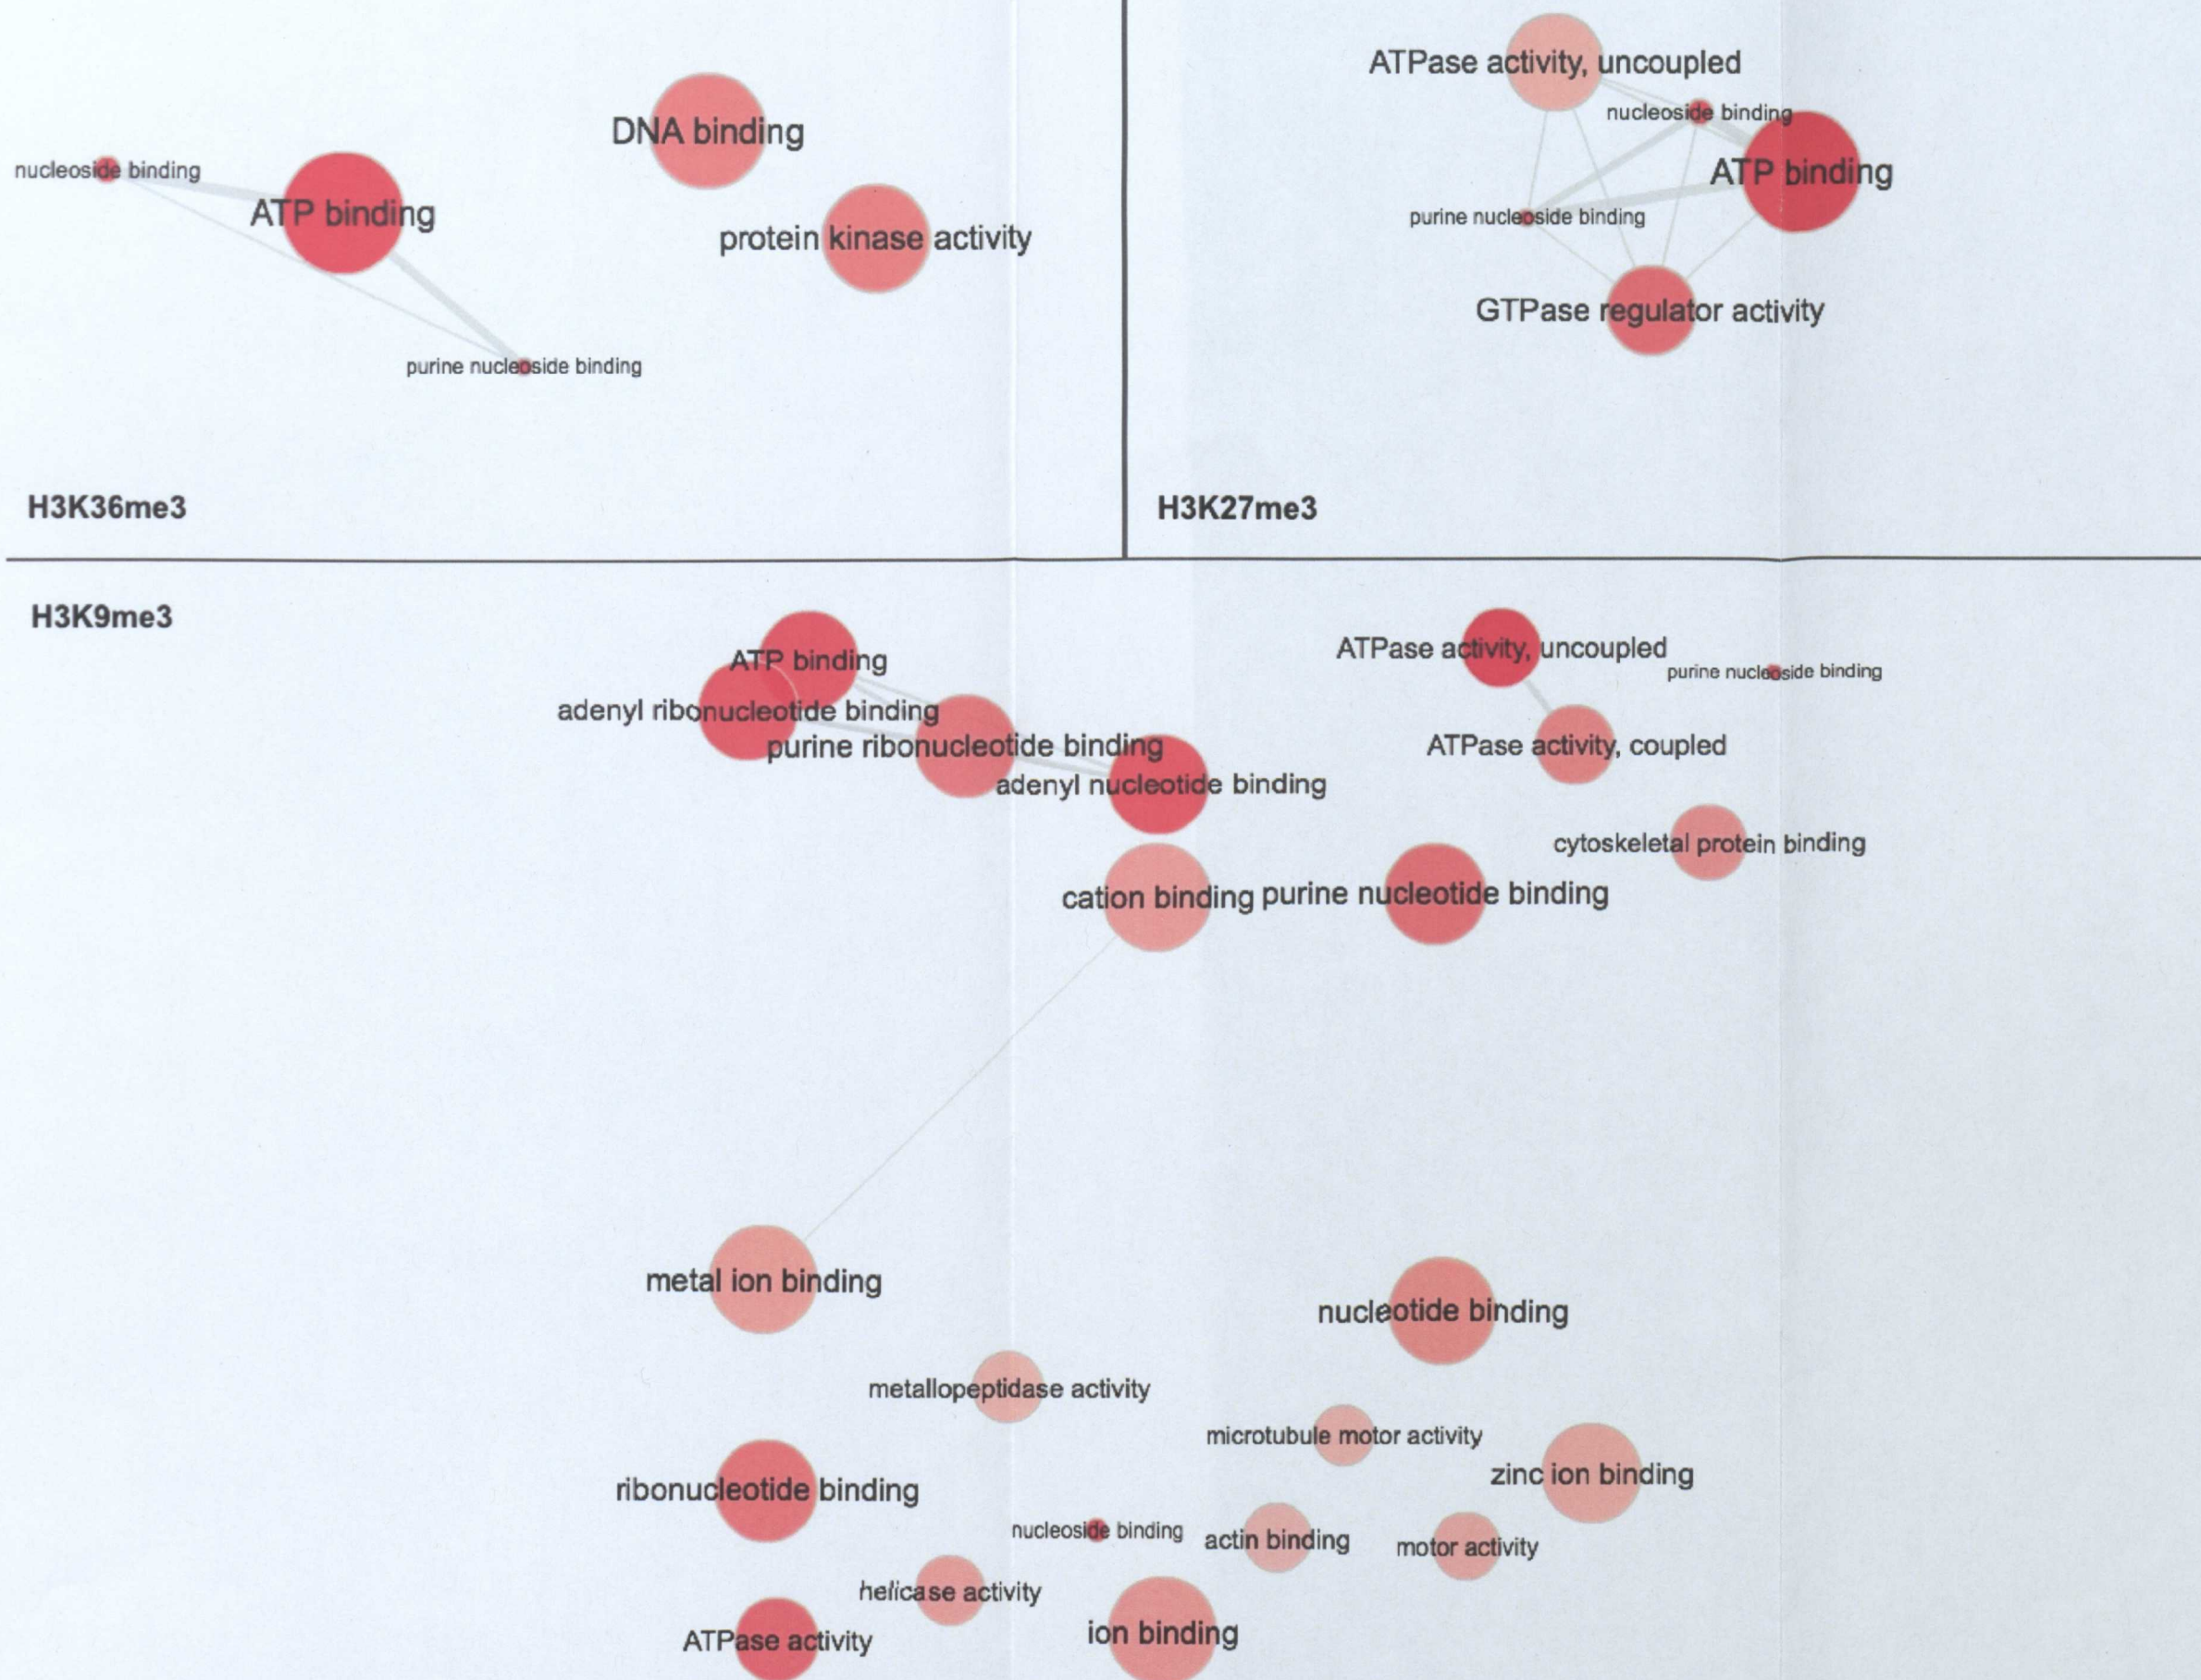 DNA binding
nucleoside binding
ATP binding
protein kinase activity
purine nucleoside binding
H3K36me3
ATPase activity, uncoupled
nucleoside binding
ATP binding
purine nucleoside binding
GTPase regulator activity
H3K27me3
H3K9me3
ATP binding
adenyl ribonucleotide binding
purine ribonucleotide binding
adenyl nucleotide binding
ATPase activity, uncoupled
purine nucleoside binding
ATPase activity, coupled
cytoskeletal protein binding
cation binding
purine nucleotide binding
metal ion binding
nucleotide binding
metallopeptidase activity
microtubule motor activity
zinc ion binding
ribonucleotide binding
nucleoside binding
actin binding
motor activity
helicase activity
ATPase activity
ion binding